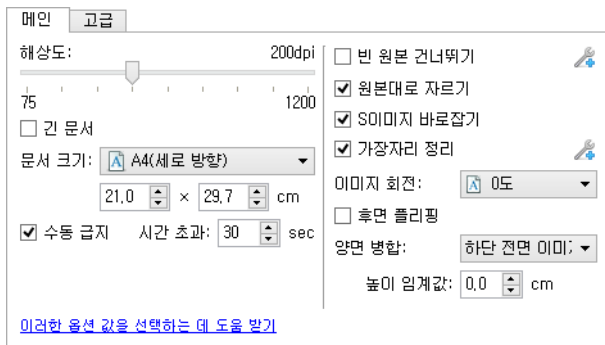 메인 고급
해상도: 200dpi
75 1200
긴 문서
문서 크기: A4(세로 방향)
21,0 × 29,7 cm
수동 급지 시간 초과: 30 sec
이러한 옵션 값을 선택하는 데 도움 받기
빈 원본 건너뛰기
원본대로 자르기
S0이미지 바로잡기
가장자리 정리
이미지 회전: 0도
후면 플리핑
양면 병합: 하단 전면 이미지
높이 임계값: 0,0 cm